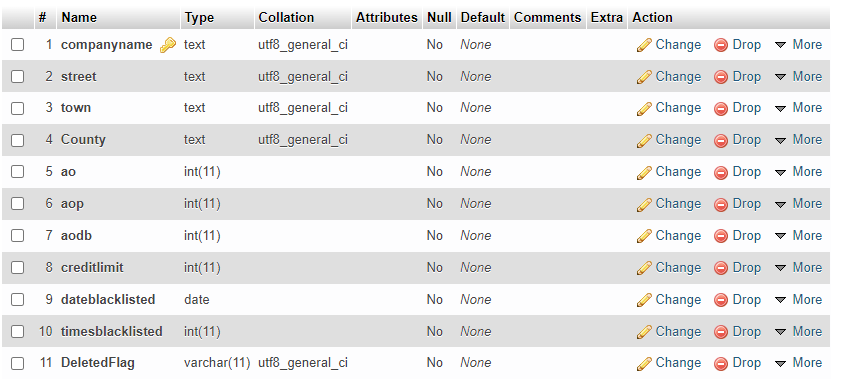 # Name Type Collation Attributes Null Default Comments Extra Action
1 companyname text utf8_general_ci No None Change Drop More
2 street text utf8_general_ci No None Change Drop More
3 town text utf8_general_ci No None Change Drop More
4 County text utf8_general_ci No None Change Drop More
5 ao int(11) No None Change Drop More
6 aop int(11) No None Change Drop More
7 aodb int(11) No None Change Drop More
8 creditlimit int(11) No None Change Drop More
9 dateblacklisted date No None Change Drop More
10 timesblacklisted int(11) No None Change Drop More
11 DeletedFlag varchar(11) utf8_general_ci No None Change Drop More